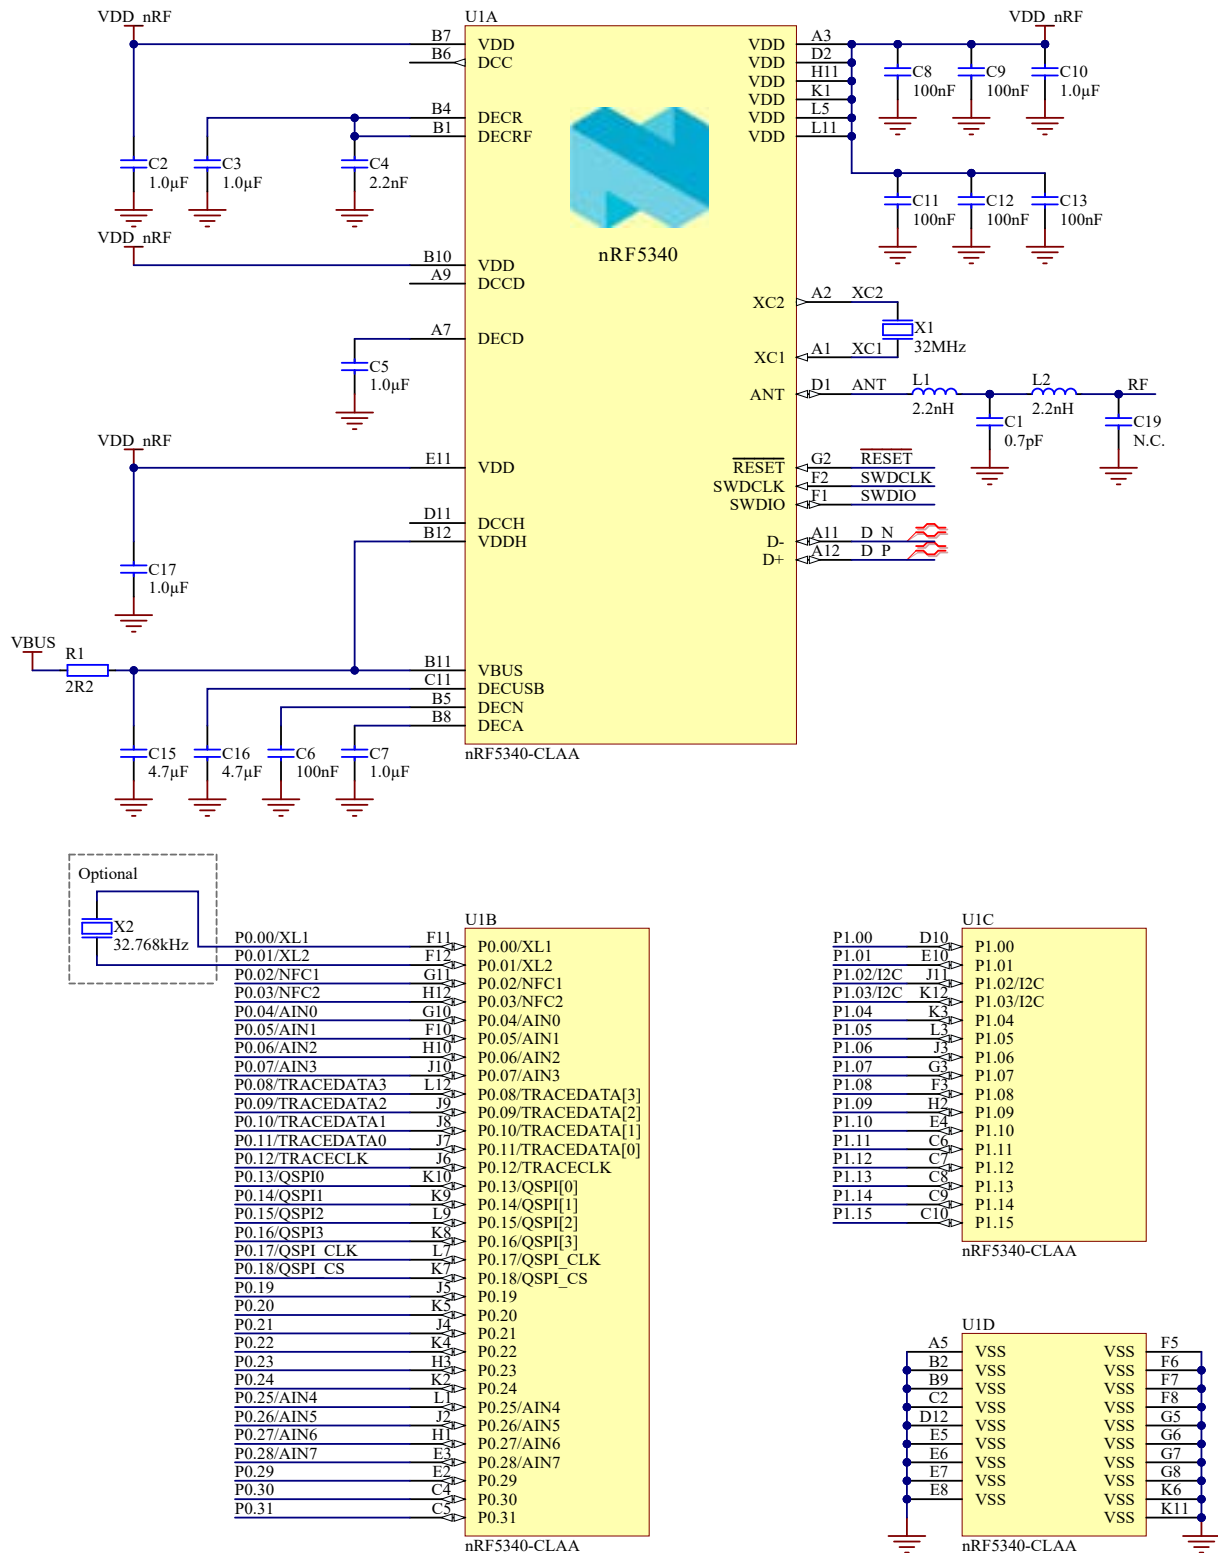 VDD_nRF
U1A
VDD_nRF
B7 VDD
B6 DCC
B4 DECR
B1 DECRF
C2
1.0µF
C3
1.0µF
C4
2.2nF
VDD_nRF
B10 VDD
A9 DCCD
A7 DECD
C5
1.0µF
VDD_nRF
E11 VDD
D11 DCCH
B12 VDDH
C17
1.0µF
VBUS
R1
2R2
B11 VBUS
C11 DECUSB
B5 DECN
B8 DECA
C15
4.7µF
C16
4.7µF
C6
100nF
C7
1.0µF
nRF5340
VDD A3
VDD D2
VDD H11
VDD K1
VDD L5
VDD L11
C8
100nF
C9
100nF
C10
1.0µF
C11
100nF
C12
100nF
C13
100nF
XC2 A2 XC2
X1
32MHz
XC1 A1 XC1
ANT D1 ANT
L1
2.2nH
L2
2.2nH
RF
C1
0.7pF
C19
N.C.
RESET G2 RESET
SWDCLK F2 SWDCLK
SWDIO F1 SWDIO
D- A11 D_N
D+ A12 D_P
nRF5340-CLAA
Optional
X2
32.768kHz
U1B
P0.00/XL1 F11 P0.00/XL1
P0.01/XL2 F12 P0.01/XL2
P0.02/NFC1 G11 P0.02/NFC1
P0.03/NFC2 H12 P0.03/NFC2
P0.04/AIN0 G10 P0.04/AIN0
P0.05/AIN1 F10 P0.05/AIN1
P0.06/AIN2 H10 P0.06/AIN2
P0.07/AIN3 J10 P0.07/AIN3
P0.08/TRACEDATA3 L12 P0.08/TRACEDATA[3]
P0.09/TRACEDATA2 J9 P0.09/TRACEDATA[2]
P0.10/TRACEDATA1 J8 P0.10/TRACEDATA[1]
P0.11/TRACEDATA0 J7 P0.11/TRACEDATA[0]
P0.12/TRACECLK J6 P0.12/TRACECLK
P0.13/QSPI0 K10 P0.13/QSPI[0]
P0.14/QSPI1 K9 P0.14/QSPI[1]
P0.15/QSPI2 L9 P0.15/QSPI[2]
P0.16/QSPI3 K8 P0.16/QSPI[3]
P0.17/QSPI_CLK L7 P0.17/QSPI_CLK
P0.18/QSPI_CS K7 P0.18/QSPI_CS
P0.19 J5 P0.19
P0.20 K5 P0.20
P0.21 J4 P0.21
P0.22 K4 P0.22
P0.23 H3 P0.23
P0.24 K2 P0.24
P0.25/AIN4 L1 P0.25/AIN4
P0.26/AIN5 J2 P0.26/AIN5
P0.27/AIN6 H1 P0.27/AIN6
P0.28/AIN7 E3 P0.28/AIN7
P0.29 E2 P0.29
P0.30 C4 P0.30
P0.31 C5 P0.31
nRF5340-CLAA
U1C
P1.00 D10 P1.00
P1.01 E10 P1.01
P1.02/I2C J11 P1.02/I2C
P1.03/I2C K12 P1.03/I2C
P1.04 K3 P1.04
P1.05 L3 P1.05
P1.06 J3 P1.06
P1.07 G3 P1.07
P1.08 F3 P1.08
P1.09 H2 P1.09
P1.10 E4 P1.10
P1.11 C6 P1.11
P1.12 C7 P1.12
P1.13 C8 P1.13
P1.14 C9 P1.14
P1.15 C10 P1.15
nRF5340-CLAA
U1D
A5 VSS VSS F5
B2 VSS VSS F6
B9 VSS VSS F7
C2 VSS VSS F8
D12 VSS VSS G5
E5 VSS VSS G6
E6 VSS VSS G7
E7 VSS VSS G8
E8 VSS VSS K6
VSS K11
nRF5340-CLAA